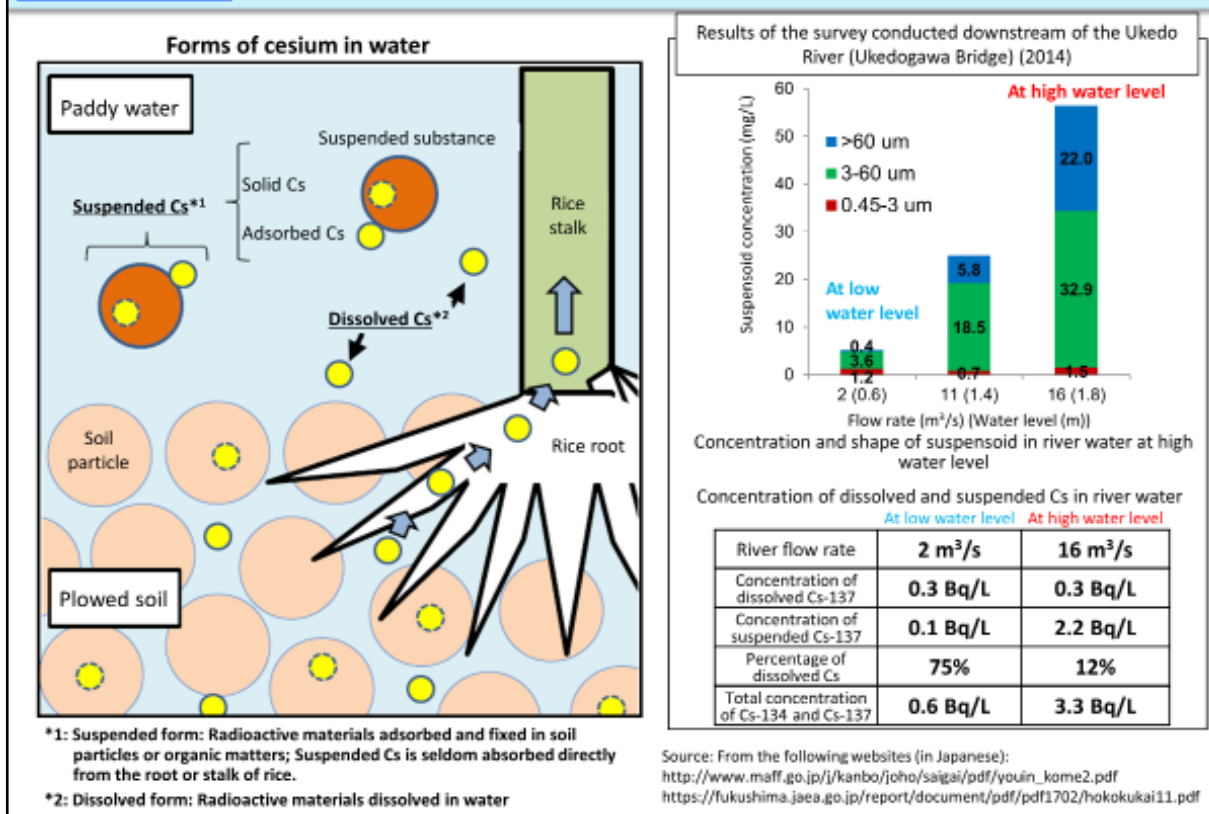 Forms of cesium in water
Paddy water
Suspended substance
Solid Cs
Suspended Cs*1
Adsorbed Cs
Dissolved Cs*2
Rice
stalk
Soil
particle
Rice root
Plowed soil
*1: Suspended form: Radioactive materials adsorbed and fixed in soil
particles or organic matters; Suspended Cs is seldom absorbed directly
from the root or stalk of rice.
*2: Dissolved form: Radioactive materials dissolved in water
Results of the survey conducted downstream of the Ukedo
River (Ukedogawa Bridge) (2014)
At high water level
Suspensoid concentration (mg/L)
60
50
40
30
20
10
0
>60 um
3-60 um
0.45-3 um
At low
water level
0.4
3.6
1.2
5.8
18.5
0.7
22.0
32.9
1.5
2 (0.6) 11 (1.4) 16 (1.8)
Flow rate (m³/s) (Water level (m))
Concentration and shape of suspensoid in river water at high
water level
Concentration of dissolved and suspended Cs in river water
At low water level At high water level
River flow rate 2 m³/s 16 m³/s
Concentration of
dissolved Cs-137 0.3 Bq/L 0.3 Bq/L
Concentration of
suspended Cs-137 0.1 Bq/L 2.2 Bq/L
Percentage of
dissolved Cs 75% 12%
Total concentration
of Cs-134 and Cs-137 0.6 Bq/L 3.3 Bq/L
Source: From the following websites (in Japanese):
http://www.maff.go.jp/j/kanbo/joho/saigai/pdf/youin_kome2.pdf
https://fukushima.jaea.go.jp/report/document/pdf/pdf1702/hokokukai11.pdf